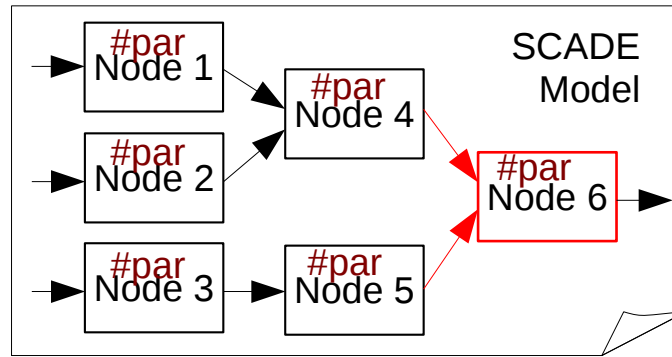 SCADE
Model
#par
Node 1
#par
Node 2
#par
Node 3
#par
Node 4
#par
Node 5
#par
Node 6